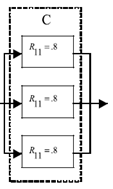 C
R₁₁ = .8
R₁₁ = .8
R₁₁ = .8